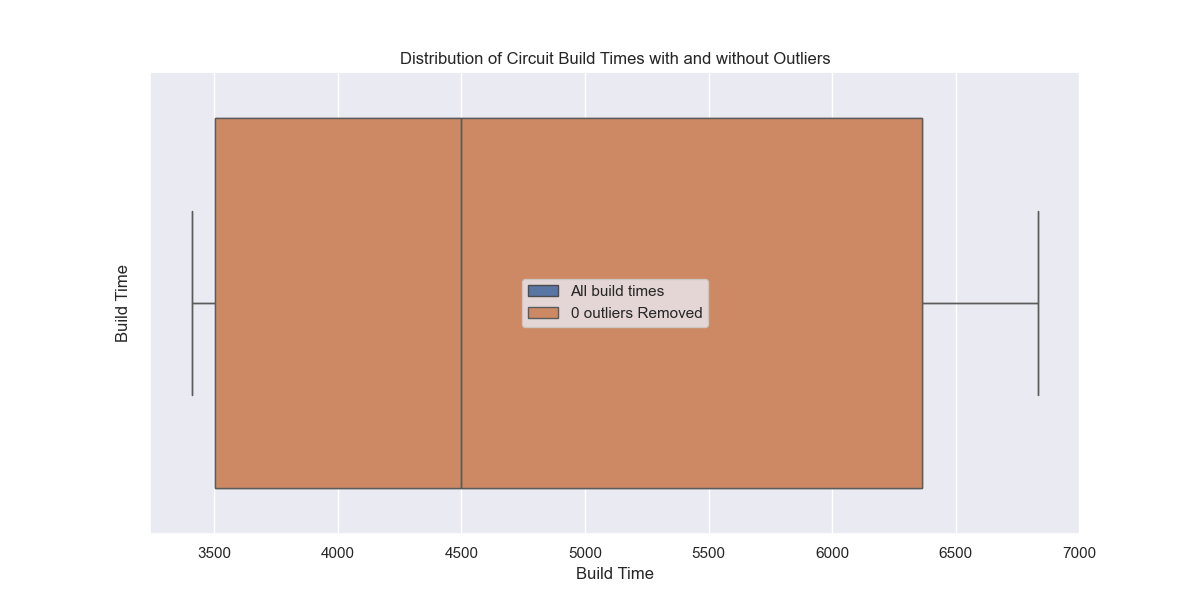 Distribution of Circuit Build Times with and without Outliers
Build Time
All build times
0 outliers Removed
3500 4000 4500 5000 5500 6000 6500 7000
Build Time